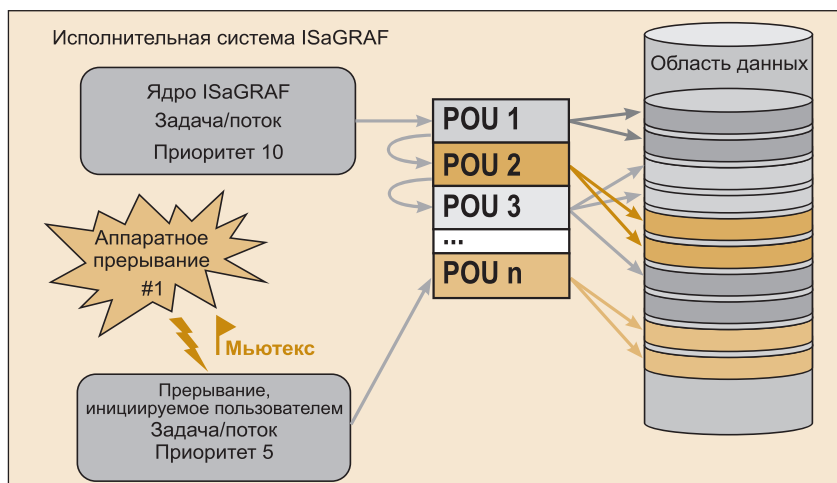 Исполнительная система ISaGRAF
Ядро ISaGRAF
Задача/поток
Приоритет 10
Аппаратное
прерывание
#1
Мьютекс
Прерывание,
инициируемое пользователем
Задача/поток
Приоритет 5
POU 1
POU 2
POU 3
...
POU n
Область данных